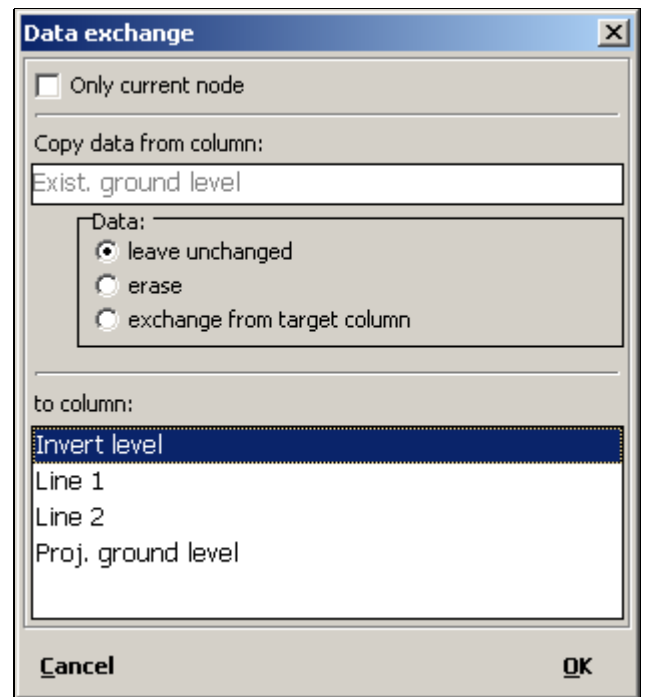 Data exchange
Only current node
Copy data from column:
Exist. ground level
Data:
leave unchanged
erase
exchange from target column
to column:
Invert level
Line 1
Line 2
Proj. ground level
Cancel OK